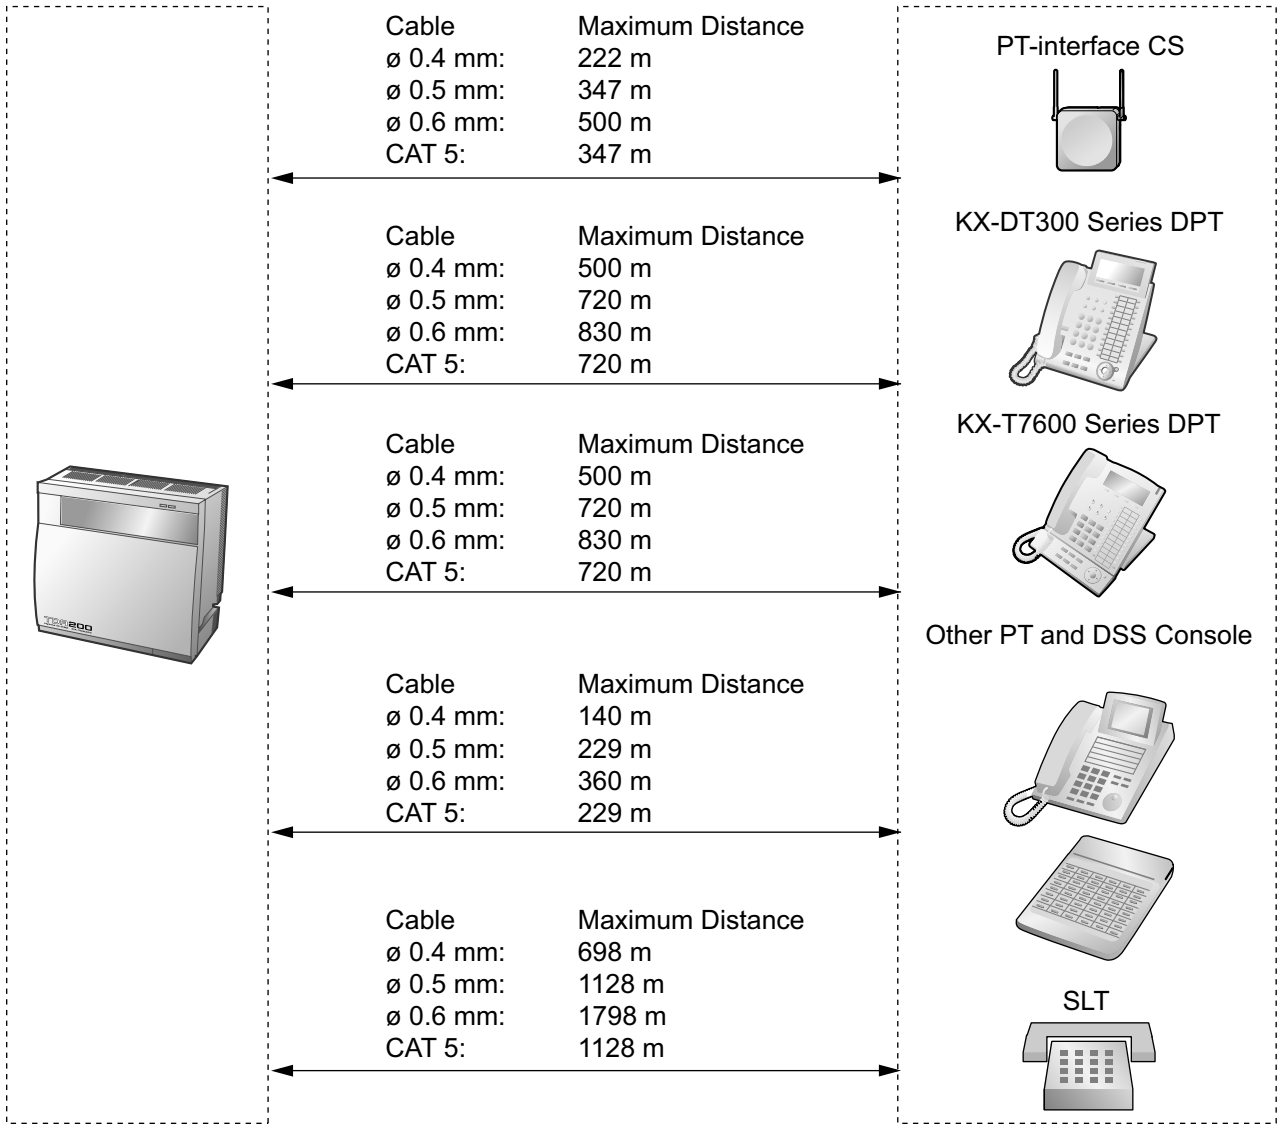 Cable Maximum Distance
ø 0.4 mm: 222 m
ø 0.5 mm: 347 m
ø 0.6 mm: 500 m
CAT 5: 347 m
PT-interface CS
Cable Maximum Distance
ø 0.4 mm: 500 m
ø 0.5 mm: 720 m
ø 0.6 mm: 830 m
CAT 5: 720 m
KX-DT300 Series DPT
Cable Maximum Distance
ø 0.4 mm: 500 m
ø 0.5 mm: 720 m
ø 0.6 mm: 830 m
CAT 5: 720 m
KX-T7600 Series DPT
TDA200
Cable Maximum Distance
ø 0.4 mm: 140 m
ø 0.5 mm: 229 m
ø 0.6 mm: 360 m
CAT 5: 229 m
Other PT and DSS Console
Cable Maximum Distance
ø 0.4 mm: 698 m
ø 0.5 mm: 1128 m
ø 0.6 mm: 1798 m
CAT 5: 1128 m
SLT